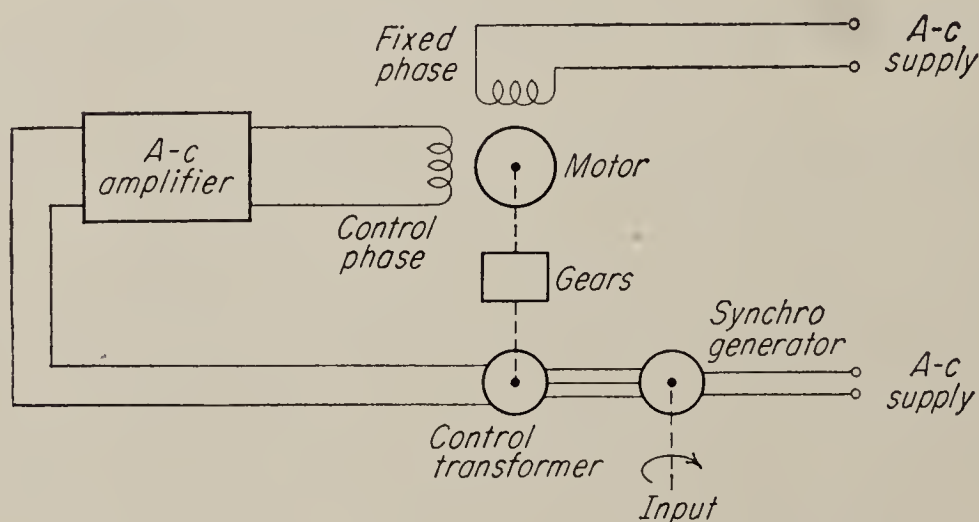 Fixed
phase
A-c
supply
A-c
amplifier
Motor
Control
phase
Gears
Synchro
generator
A-c
supply
Control
transformer
Input